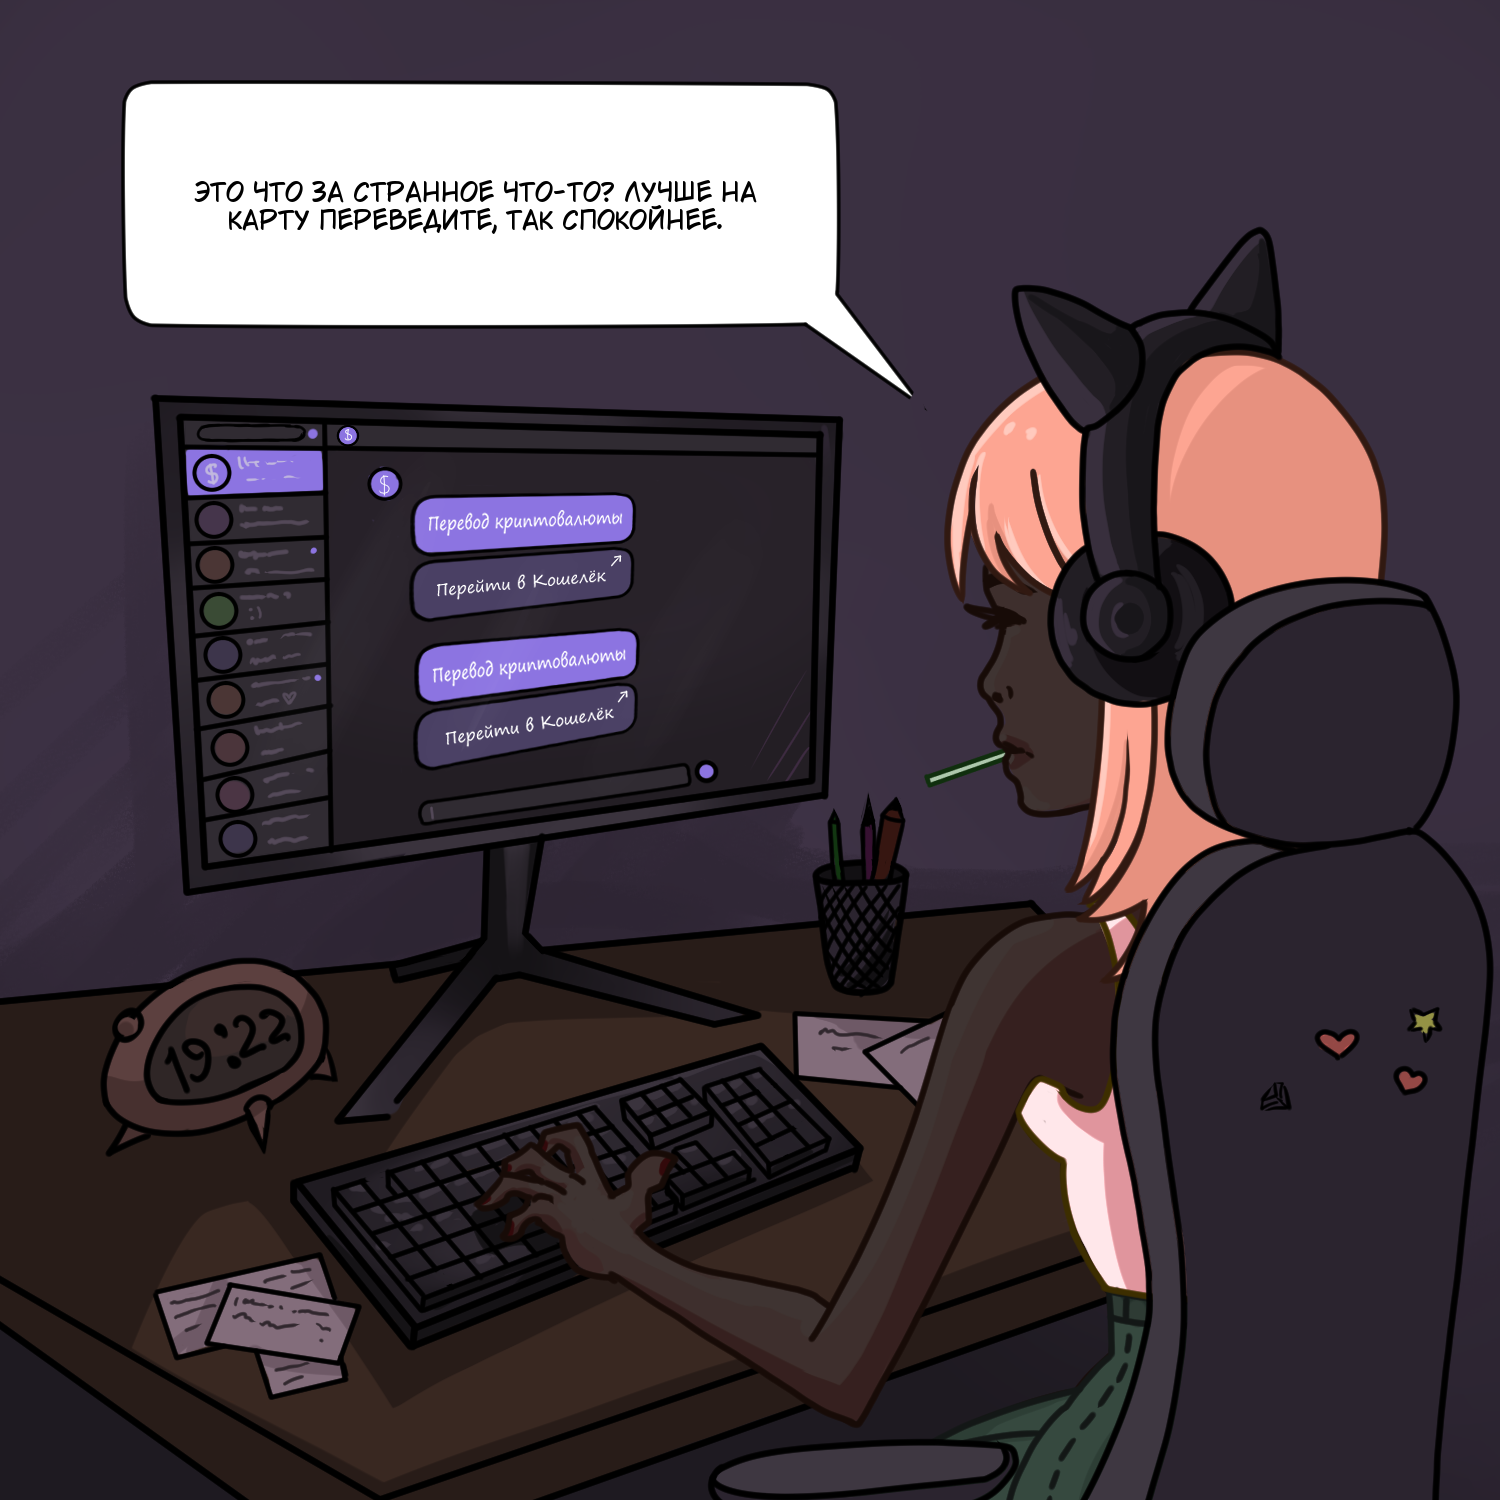 ЭТО ЧТО ЗА СТРАННОЕ ЧТО-ТО? ЛУЧШЕ НА
КАРТУ ПЕРЕВЕДИТЕ, ТАК СПОКОЙНЕЕ.
$
$
$
Перевод криптовалюты
Перейти в Кошелёк
:)
Перевод криптовалюты
Перейти в Кошелёк
19:22